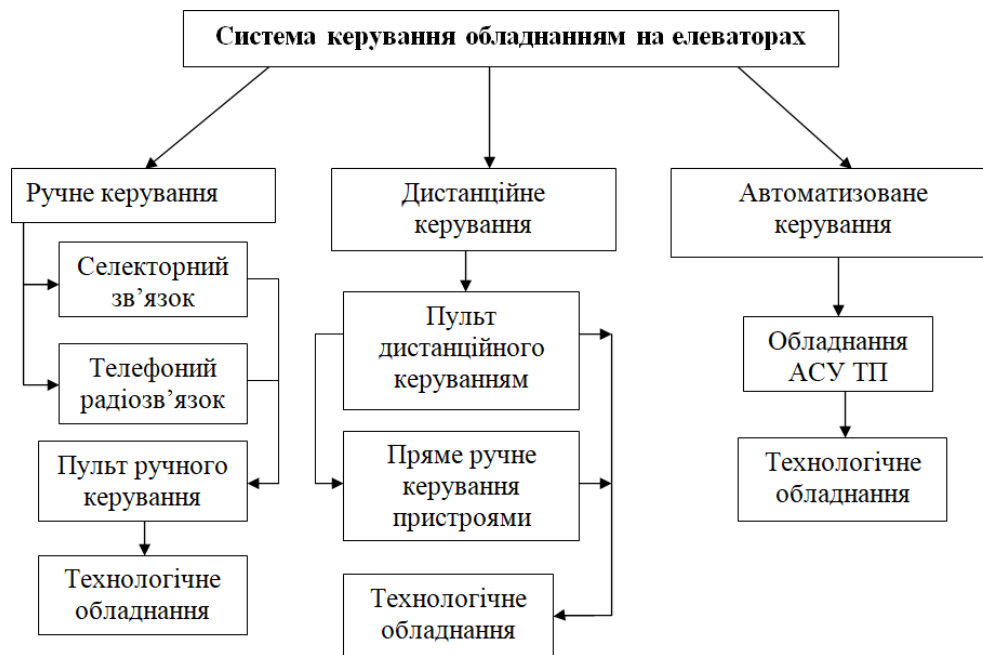 Система керування обладнанням на елеваторах
Ручне керування
Селекторний
зв’язок
Телефоний
радіозв’язок
Пульт ручного
керування
Технологічне
обладнання
Дистанційне
керування
Пульт
дистанційного
керуванням
Пряме ручне
керування
пристроями
Технологічне
обладнання
Автоматизоване
керування
Обладнання
АСУ ТП
Технологічне
обладнання